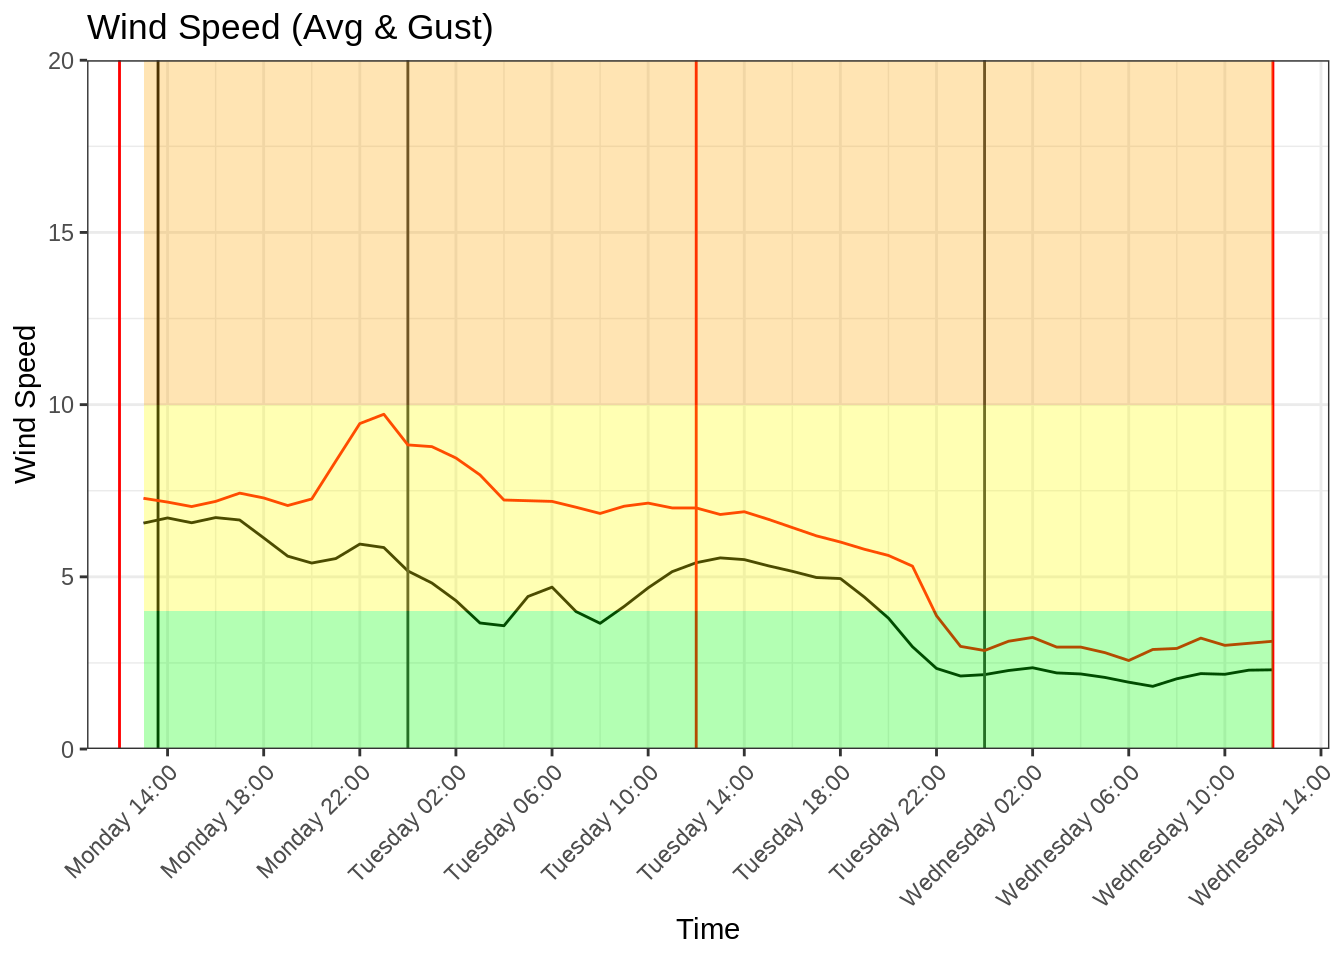 Wind Speed (Avg & Gust)
20
15
10
5
0
Wind Speed
Monday 14:00
Monday 18:00
Monday 22:00
Tuesday 02:00
Tuesday 06:00
Tuesday 10:00
Tuesday 14:00
Tuesday 18:00
Tuesday 22:00
Wednesday 02:00
Wednesday 06:00
Wednesday 10:00
Wednesday 14:00
Time